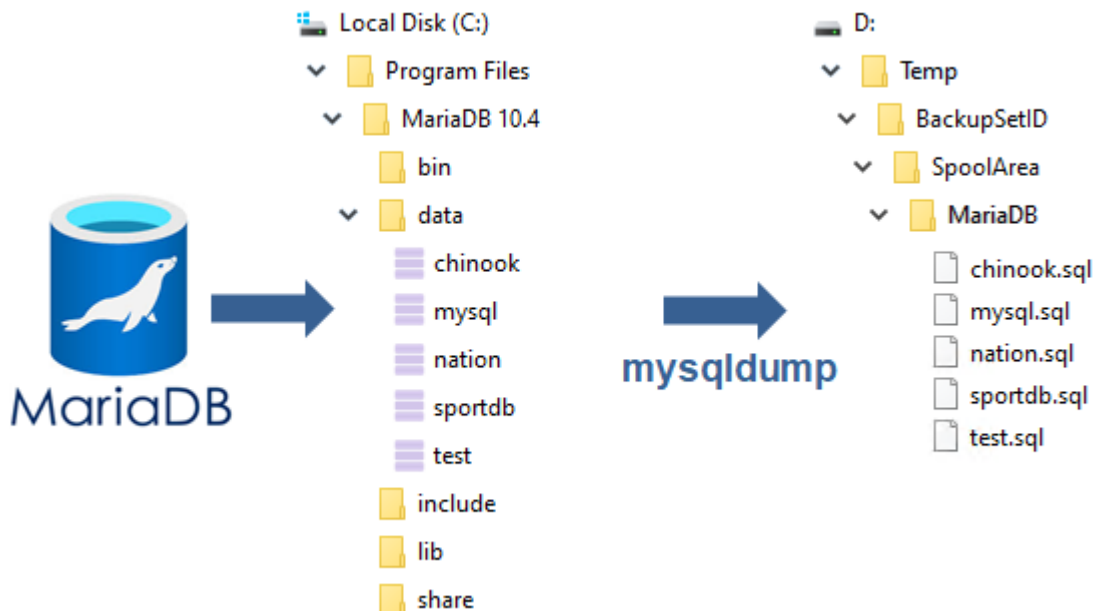 Local Disk (C:)
Program Files
MariaDB 10.4
bin
data
chinook
mysql
nation
sportdb
test
include
lib
share
MariaDB
mysqldump
D:
Temp
BackupSetID
SpoolArea
MariaDB
chinook.sql
mysql.sql
nation.sql
sportdb.sql
test.sql